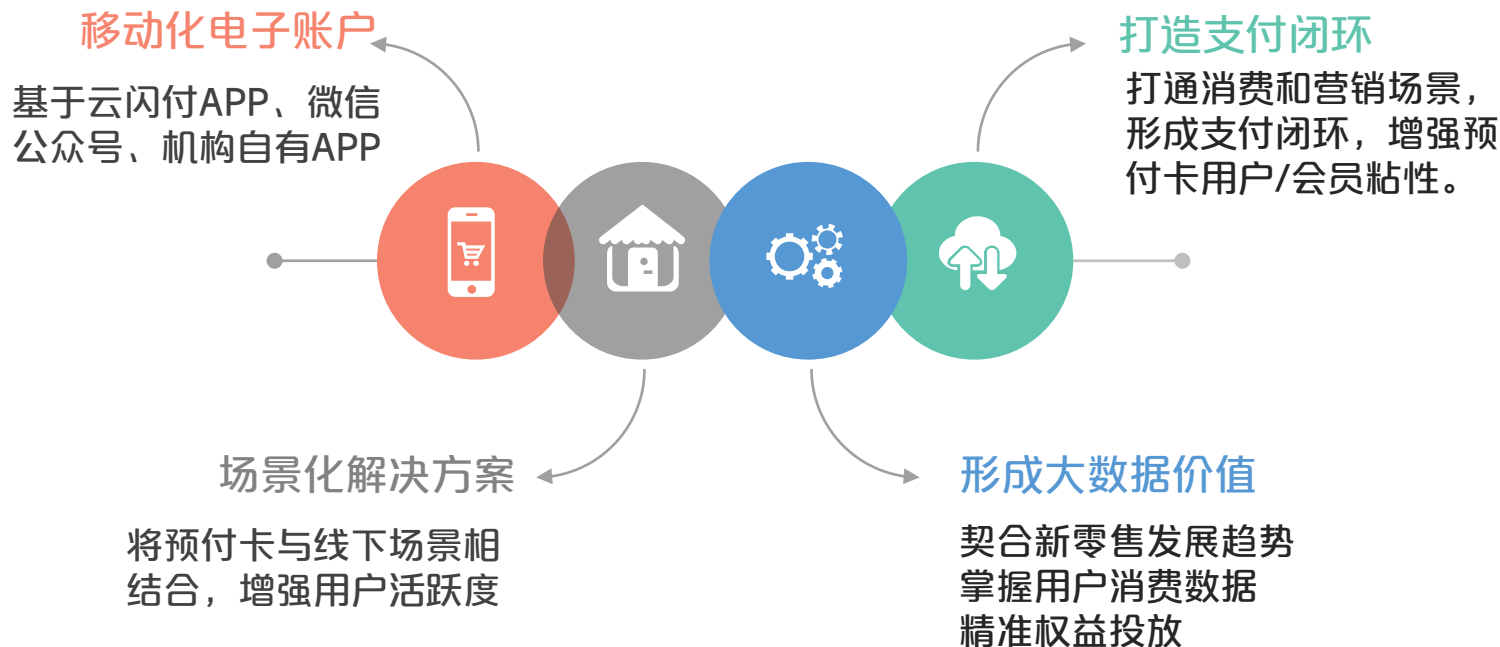 移动化电子账户
基于云闪付APP、微信
公众号、机构自有APP
打造支付闭环
打通消费和营销场景，
形成支付闭环，增强预
付卡用户/会员粘性。
场景化解决方案
将预付卡与线下场景相
结合，增强用户活跃度
形成大数据价值
契合新零售发展趋势
掌握用户消费数据
精准权益投放